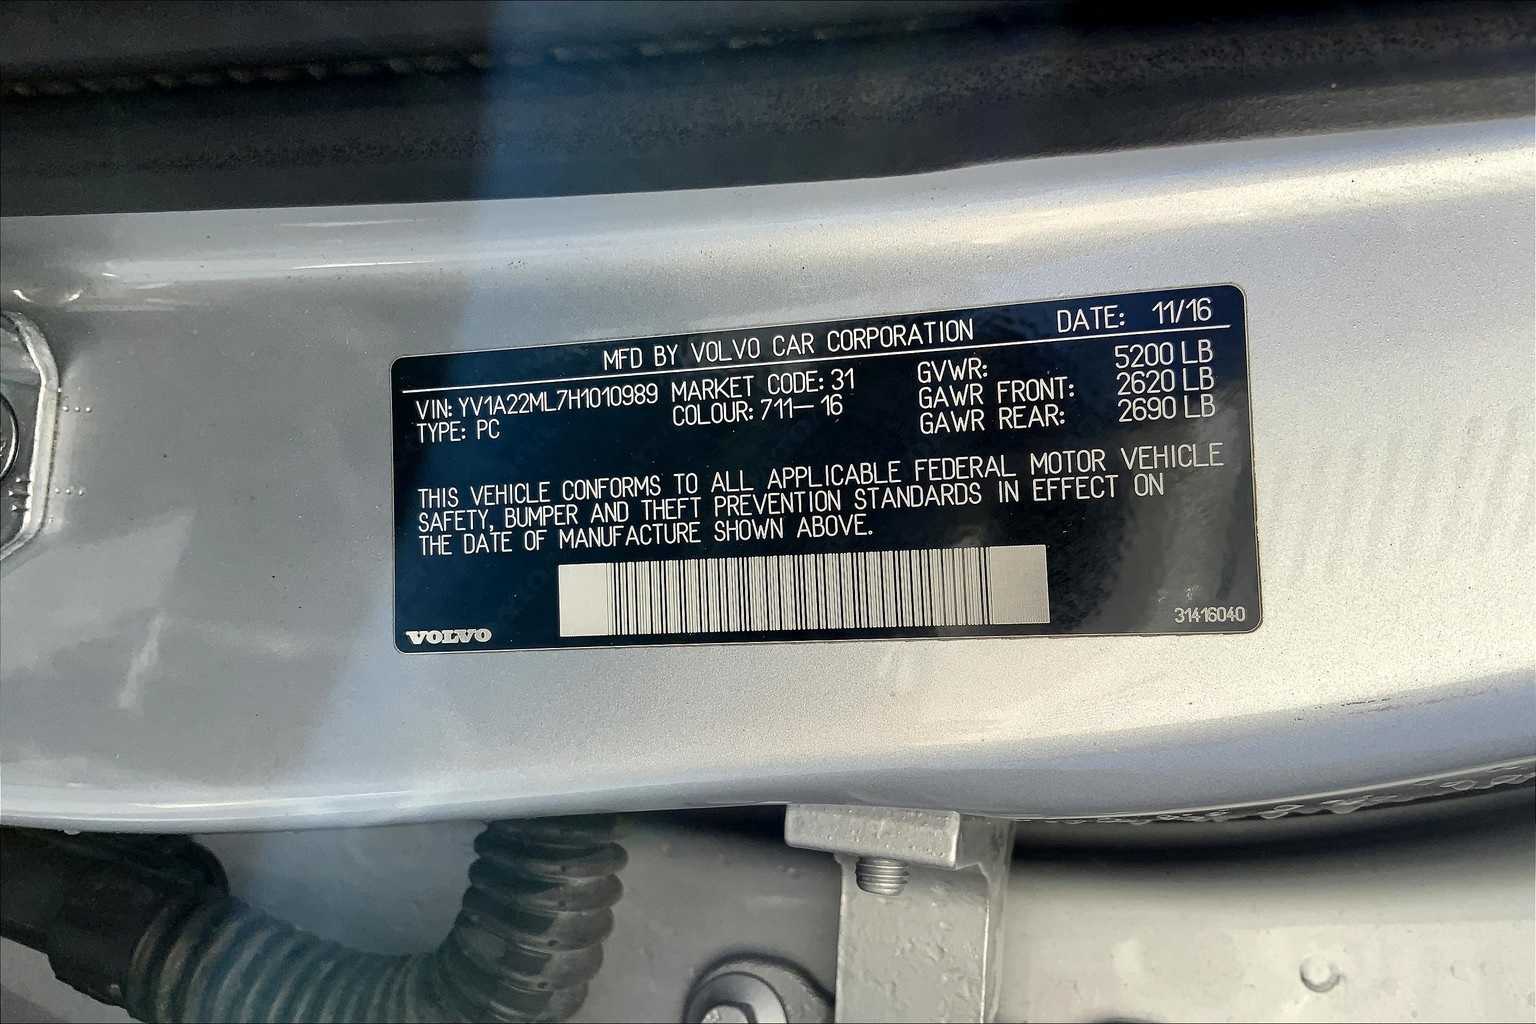 MFD BY VOLVO CAR CORPORATION DATE: 11/16
VIN: YV1A22ML7H1010989 MARKET CODE: 31 GVWR: 5200 LB
TYPE: PC COLOUR: 711–16 GAWR FRONT: 2620 LB
GAWR REAR: 2690 LB
THIS VEHICLE CONFORMS TO ALL APPLICABLE FEDERAL MOTOR VEHICLE
SAFETY, BUMPER AND THEFT PREVENTION STANDARDS IN EFFECT ON
THE DATE OF MANUFACTURE SHOWN ABOVE.
VOLVO
31416040